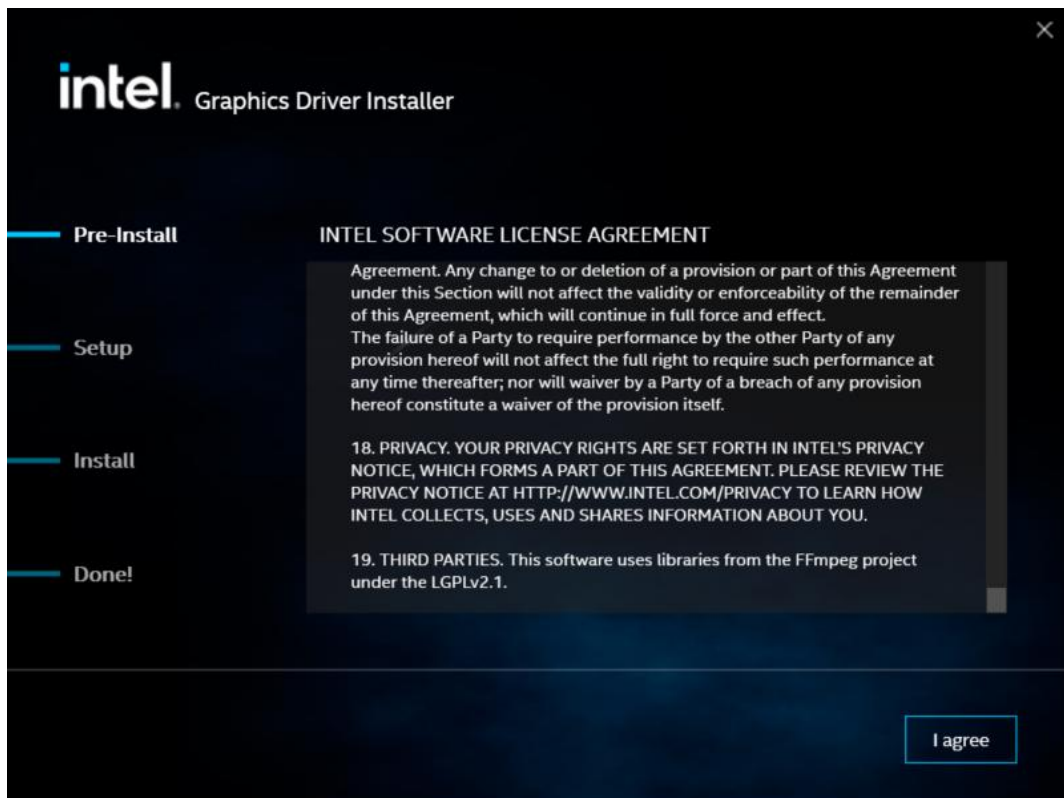 intel. Graphics Driver Installer
Pre-Install
Setup
Install
Done!
INTEL SOFTWARE LICENSE AGREEMENT
Agreement. Any change to or deletion of a provision or part of this Agreement
under this Section will not affect the validity or enforceability of the remainder
of this Agreement, which will continue in full force and effect.
The failure of a Party to require performance by the other Party of any
provision hereof will not affect the full right to require such performance at
any time thereafter; nor will waiver by a Party of a breach of any provision
hereof constitute a waiver of the provision itself.
18. PRIVACY. YOUR PRIVACY RIGHTS ARE SET FORTH IN INTEL'S PRIVACY
NOTICE, WHICH FORMS A PART OF THIS AGREEMENT. PLEASE REVIEW THE
PRIVACY NOTICE AT HTTP://WWW.INTEL.COM/PRIVACY TO LEARN HOW
INTEL COLLECTS, USES AND SHARES INFORMATION ABOUT YOU.
19. THIRD PARTIES. This software uses libraries from the FFmpeg project
under the LGPLv2.1.
I agree